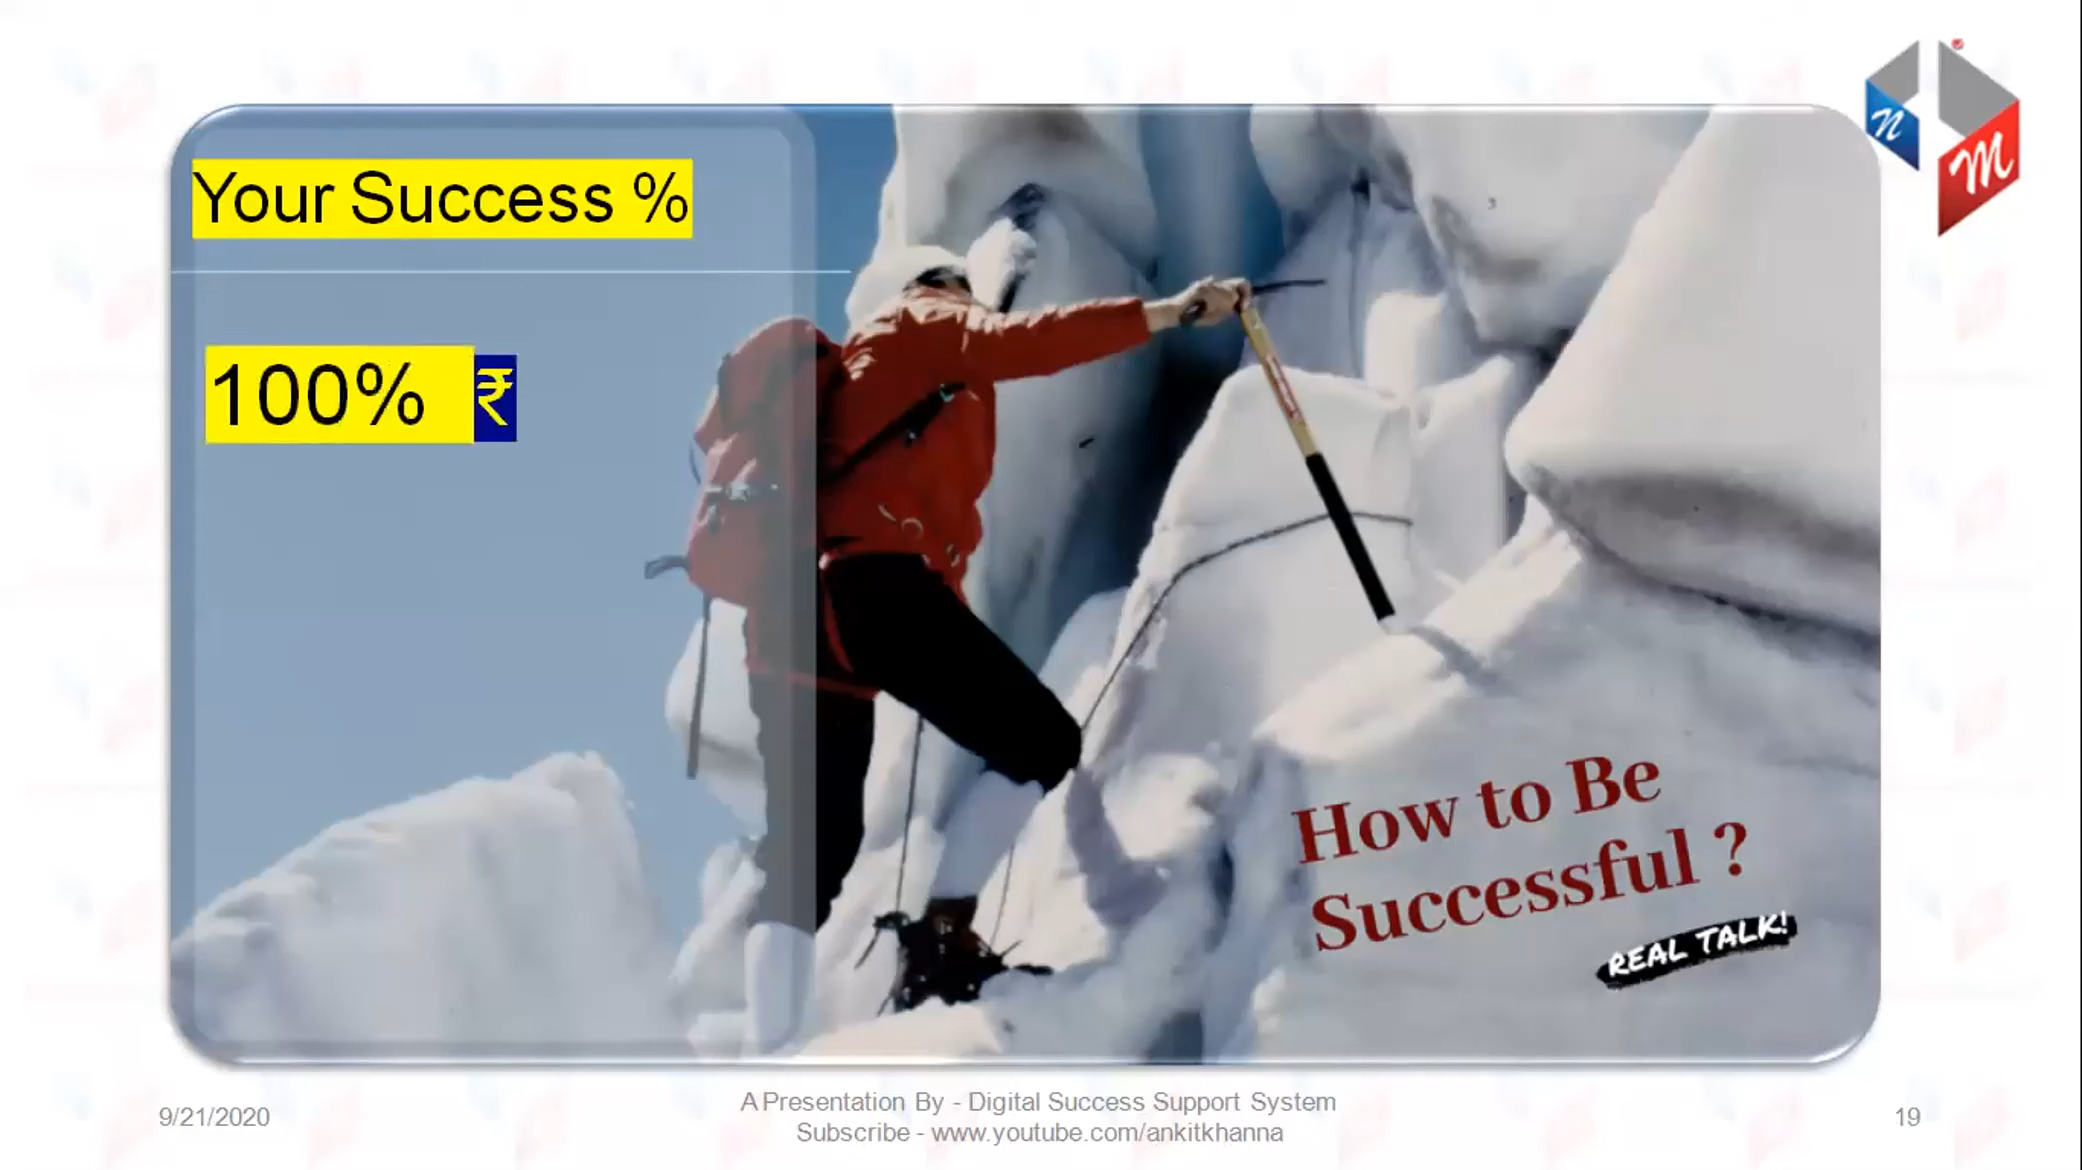 Your Success %
100% ₹
How to Be
Successful ?
REAL TALK!
n
M
9/21/2020
A Presentation By - Digital Success Support System
Subscribe - www.youtube.com/ankitkhanna
19